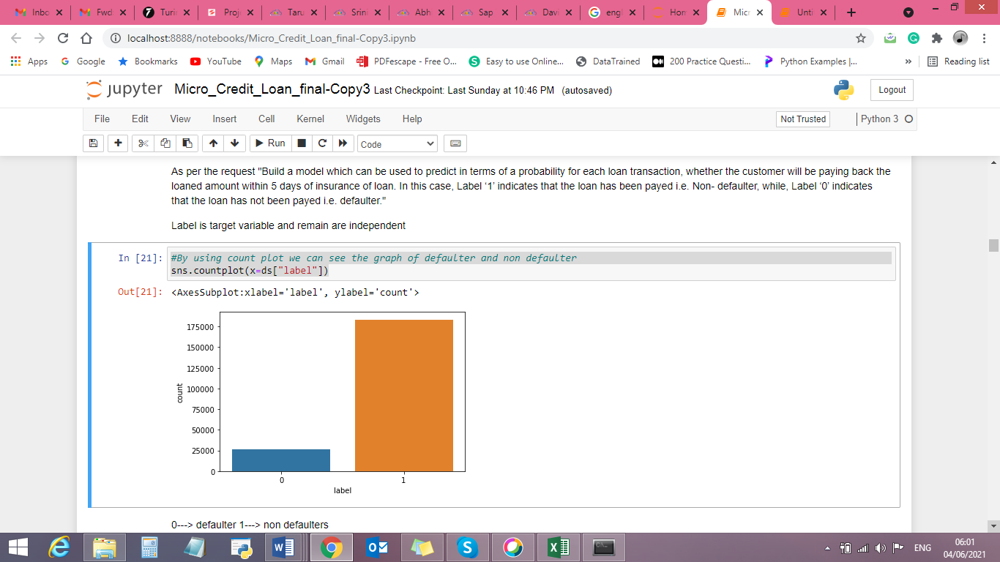 Inbo
Fwd
Turi
Proj
Taru
Srin
Abh
Sap
Davi
engl
Hom
Micr
Unti
localhost:8888/notebooks/Micro_Credit_Loan_final-Copy3.ipynb
Apps Google Bookmarks YouTube Maps Gmail PDFescape - Free O... Easy to use Online... DataTrained 200 Practice Questi... Python Examples |... » Reading list
jupyter Micro_Credit_Loan_final-Copy3 Last Checkpoint: Last Sunday at 10:46 PM (autosaved) Logout
File Edit View Insert Cell Kernel Widgets Help Not Trusted Python 3
Run Code
As per the request "Build a model which can be used to predict in terms of a probability for each loan transaction, whether the customer will be paying back the
loaned amount within 5 days of insurance of loan. In this case, Label ‘1’ indicates that the loan has been payed i.e. Non- defaulter, while, Label ‘0’ indicates
that the loan has not been payed i.e. defaulter."
Label is target variable and remain are independent
In [21]: #By using count plot we can see the graph of defaulter and non defaulter
sns.countplot(x=ds["label"])
Out[21]: <AxesSubplot:xlabel='label', ylabel='count'>
175000
150000
125000
100000
75000
50000
25000
0
count
0 1
label
0---> defaulter 1---> non defaulters
ENG
06:01
04/06/2021